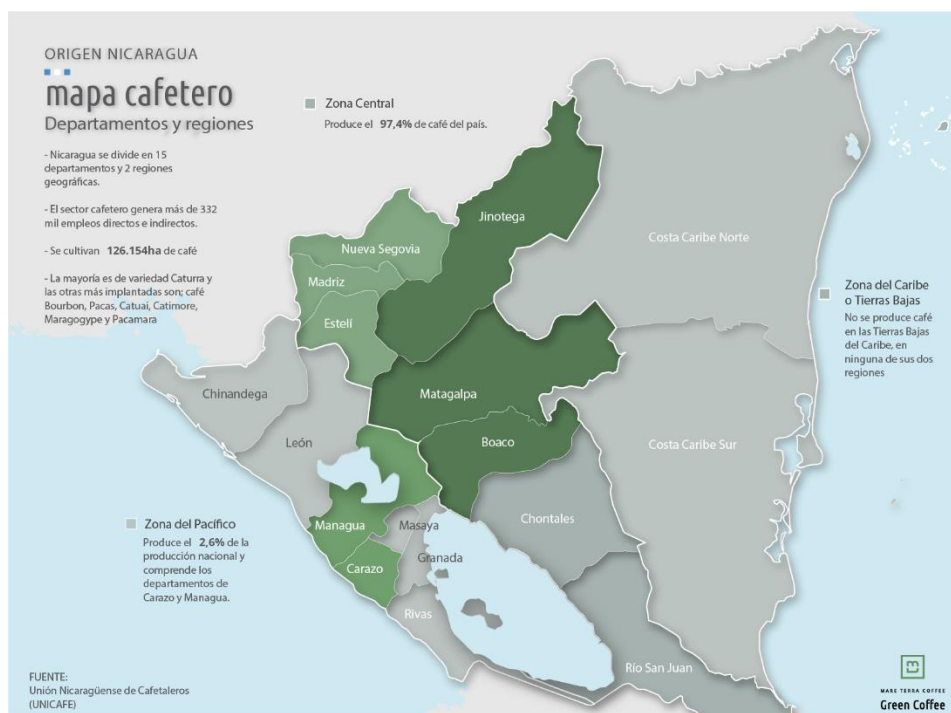 ORIGEN NICARAGUA
mapa cafetero
Departamentos y regiones
- Nicaragua se divide en 15
departamentos y 2 regiones
geográficas.
- El sector cafetero genera más de 332
mil empleos directos e indirectos.
- Se cultivan 126.154ha de café
- La mayoría es de variedad Caturra y
las otras más implantadas son; café
Bourbon, Pacas, Catuai, Catimore,
Maragogype y Pacamara
Zona Central
Produce el 97,4% de café del país.
Jinotega
Nueva Segovia
Madriz
Estelí
Costa Caribe Norte
Zona del Caribe
o Tierras Bajas
No se produce café
en las Tierras Bajas
del Caribe, en
ninguna de sus dos
regiones
Chinandega
León
Matagalpa
Boaco
Costa Caribe Sur
Chontales
Managua
Masaya
Granada
Carazo
Rivas
Río San Juan
Zona del Pacífico
Produce el 2,6% de la
producción nacional y
comprende los
departamentos de
Carazo y Managua.
FUENTE:
Unión Nicaragüense de Cafetaleros
(UNICAFE)
MARE TERRA COFFEE
Green Coffee